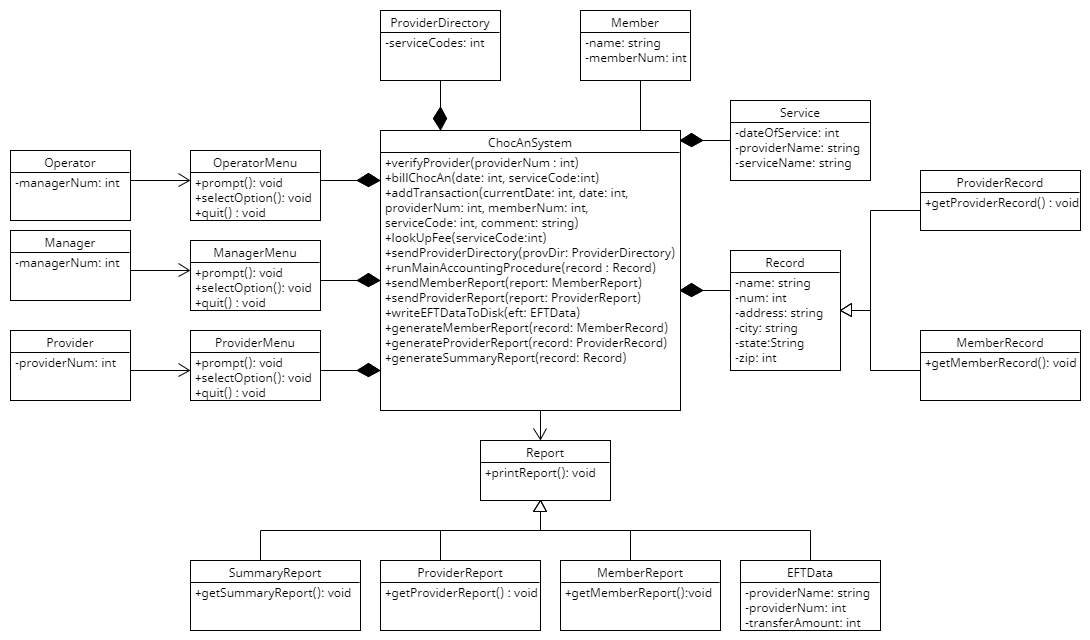 ProviderDirectory
-serviceCodes: int
Member
-name: string
-memberNum: int
Service
-dateOfService: int
-providerName: string
-serviceName: string
ChocAnSystem
+verifyProvider(providerNum : int)
+billChocAn(date: int, serviceCode:int)
+addTransaction(currentDate: int, date: int,
providerNum: int, memberNum: int,
serviceCode: int, comment: string)
+lookUpFee(serviceCode:int)
+sendProviderDirectory(provDir: ProviderDirectory)
+runMainAccountingProcedure(record : Record)
+sendMemberReport(report: MemberReport)
+sendProviderReport(report: ProviderReport)
+writeEFTDataToDisk(eft: EFTData)
+generateMemberReport(record: MemberRecord)
+generateProviderReport(record: ProviderRecord)
+generateSummaryReport(record: Record)
Operator
-managerNum: int
OperatorMenu
+prompt(): void
+selectOption(): void
+quit() : void
Manager
-managerNum: int
ManagerMenu
+prompt(): void
+selectOption(): void
+quit() : void
Provider
-providerNum: int
ProviderMenu
+prompt(): void
+selectOption(): void
+quit() : void
Record
-name: string
-num: int
-address: string
-city: string
-state:String
-zip: int
ProviderRecord
+getProviderRecord() : void
MemberRecord
+getMemberRecord(): void
Report
+printReport(): void
SummaryReport
+getSummaryReport(): void
ProviderReport
+getProviderReport() : void
MemberReport
+getMemberReport():void
EFTData
-providerName: string
-providerNum: int
-transferAmount: int